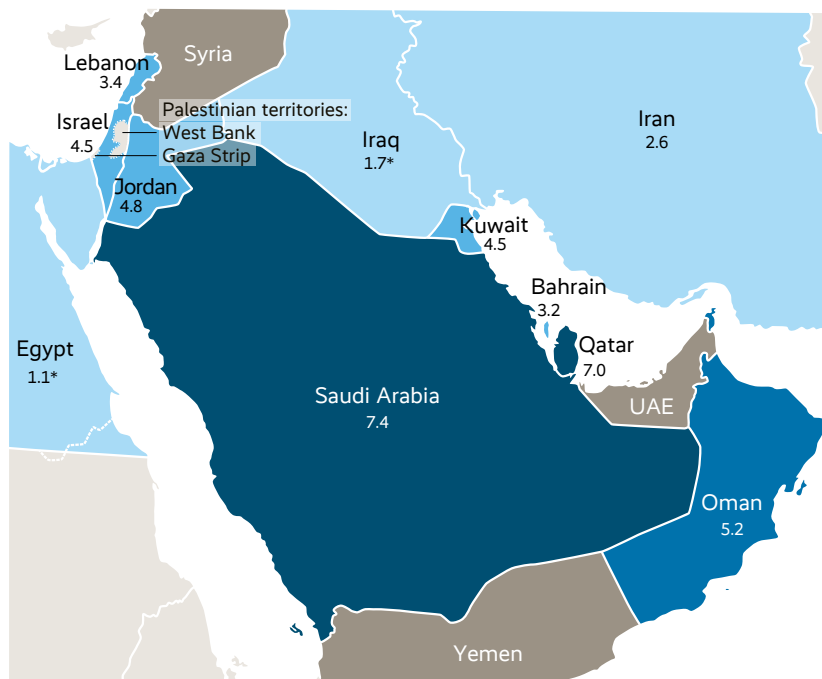 Syria
Lebanon
3.4
Palestinian territories:
West Bank
Gaza Strip
Israel
4.5
Jordan
4.8
Iraq
1.7*
Iran
2.6
Kuwait
4.5
Bahrain
3.2
Qatar
7.0
Egypt
1.1*
Saudi Arabia
7.4
UAE
Oman
5.2
Yemen